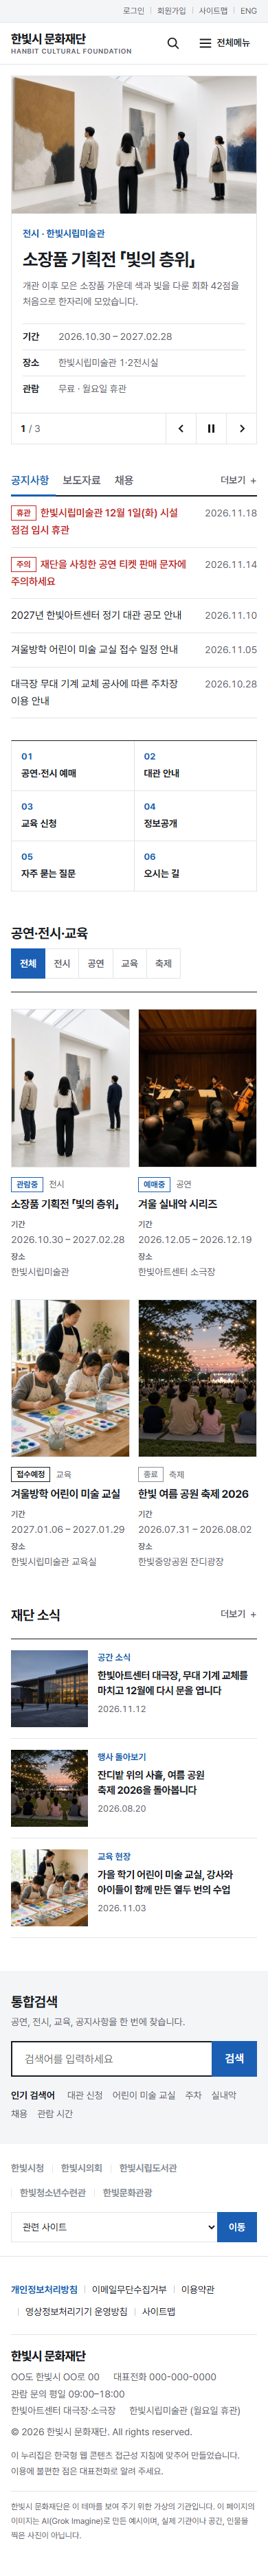 로그인 회원가입 사이트맵 ENG
한빛시 문화재단
HANBIT CULTURAL FOUNDATION
전체메뉴
전시 · 한빛시립미술관
소장품 기획전 「빛의 층위」
개관 이후 모은 소장품 가운데 색과 빛을 다룬 회화 42점을
처음으로 한자리에 모았습니다.
기간 2026.10.30 – 2027.02.28
장소 한빛시립미술관 1·2전시실
관람 무료 · 월요일 휴관
1 / 3
공지사항 보도자료 채용 더보기 +
휴관 한빛시립미술관 12월 1일(화) 시설 2026.11.18
점검 임시 휴관
주의 재단을 사칭한 공연 티켓 판매 문자에 2026.11.14
주의하세요
2027년 한빛아트센터 정기 대관 공모 안내 2026.11.10
겨울방학 어린이 미술 교실 접수 일정 안내 2026.11.05
대극장 무대 기계 교체 공사에 따른 주차장 2026.10.28
이용 안내
01 02
공연·전시 예매 대관 안내
03 04
교육 신청 정보공개
05 06
자주 묻는 질문 오시는 길
공연·전시·교육
전체 전시 공연 교육 축제
관람중 전시 예매중 공연
소장품 기획전 「빛의 층위」 겨울 실내악 시리즈
기간 기간
2026.10.30 – 2027.02.28 2026.12.05 – 2026.12.19
장소 장소
한빛시립미술관 한빛아트센터 소극장
접수예정 교육 종료 축제
겨울방학 어린이 미술 교실 한빛 여름 공원 축제 2026
기간 기간
2027.01.06 – 2027.01.29 2026.07.31 – 2026.08.02
장소 장소
한빛시립미술관 교육실 한빛중앙공원 잔디광장
재단 소식 더보기 +
공간 소식
한빛아트센터 대극장, 무대 기계 교체를
마치고 12월에 다시 문을 엽니다
2026.11.12
행사 돌아보기
잔디밭 위의 사흘, 여름 공원
축제 2026을 돌아봅니다
2026.08.20
교육 현장
가을 학기 어린이 미술 교실, 강사와
아이들이 함께 만든 열두 번의 수업
2026.11.03
통합검색
공연, 전시, 교육, 공지사항을 한 번에 찾습니다.
검색어를 입력하세요 검색
인기 검색어 대관 신청 어린이 미술 교실 주차 실내악
채용 관람 시간
한빛시청 한빛시의회 한빛시립도서관
한빛청소년수련관 한빛문화관광
관련 사이트 이동
개인정보처리방침 이메일무단수집거부 이용약관
영상정보처리기기 운영방침 사이트맵
한빛시 문화재단
OO도 한빛시 OO로 00 대표전화 000-000-0000
관람 문의 평일 09:00–18:00
한빛아트센터 대극장·소극장 한빛시립미술관 (월요일 휴관)
© 2026 한빛시 문화재단. All rights reserved.
이 누리집은 한국형 웹 콘텐츠 접근성 지침에 맞추어 만들었습니다.
이용에 불편한 점은 대표전화로 알려 주세요.
한빛시 문화재단은 이 테마를 보여 주기 위한 가상의 기관입니다. 이 페이지의
이미지는 AI(Grok Imagine)로 만든 예시이며, 실제 기관이나 공간, 인물을
찍은 사진이 아닙니다.